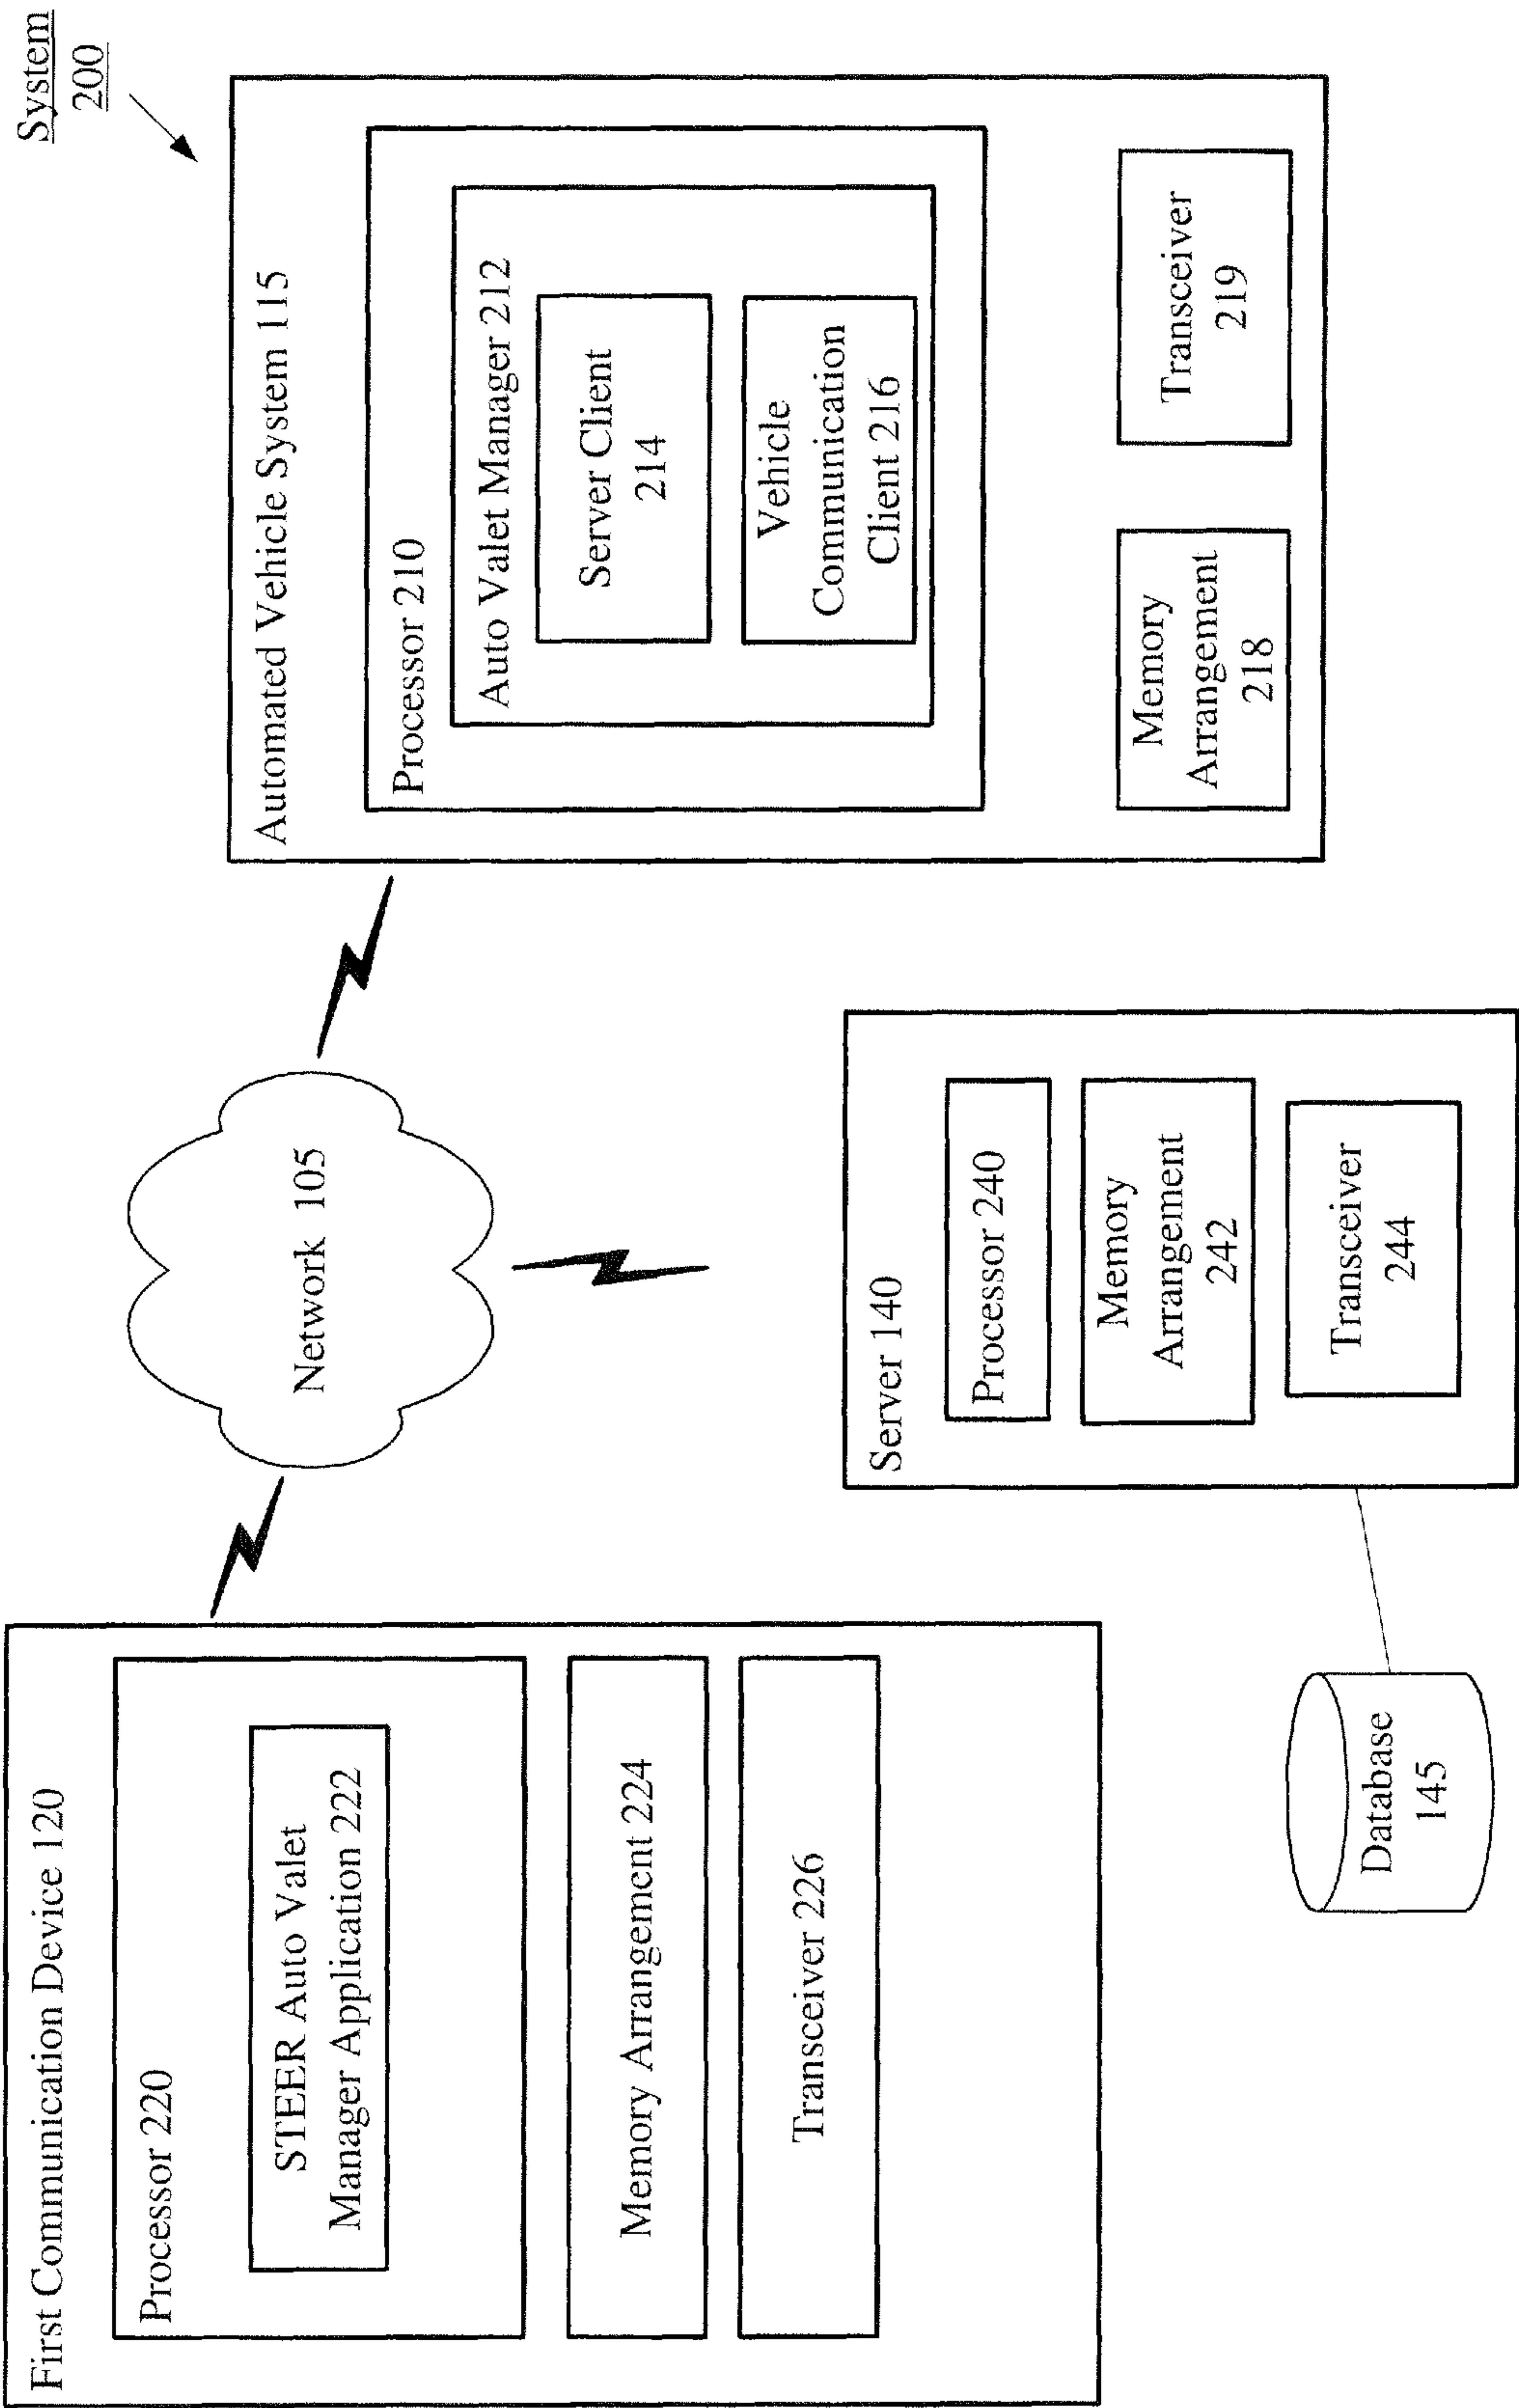 System
200
First Communication Device 120
Processor 220
STEER Auto Valet
Manager Application 222
Memory Arrangement 224
Transceiver 226
Network 105
Server 140
Processor 240
Memory
Arrangement
242
Transceiver
244
Database
145
Automated Vehicle System 115
Processor 210
Auto Valet Manager 212
Server Client
214
Vehicle
Communication
Client 216
Memory
Arrangement
218
Transceiver
219